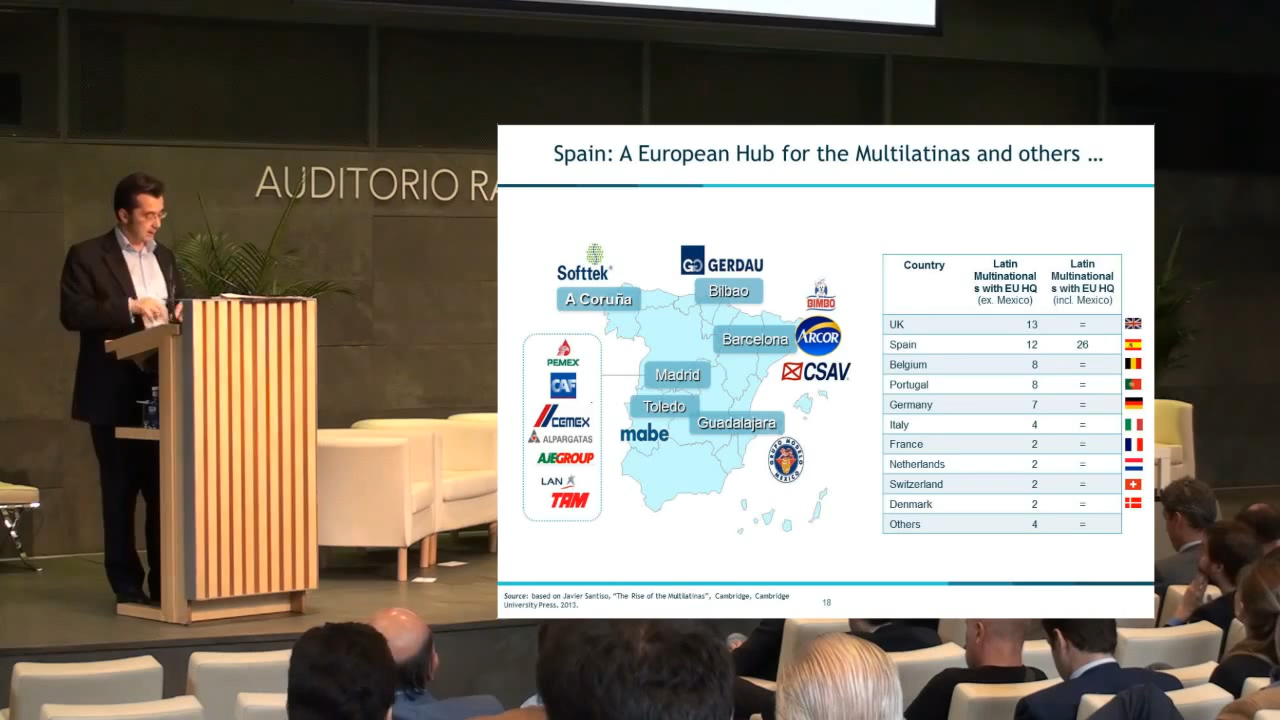 AUDITORIO RA
Spain: A European Hub for the Multilatinas and others …
Softtek
A Coruña
GG GERDAU
Bilbao
BIMBO
Barcelona
ARCOR
CSAV
PEMEX
CAF
CEMEX
ALPARGATAS
AJEGROUP
LAN
TAM
Madrid
Toledo
mabe
Guadalajara
GRUPO MODELO MEXICO
Country Latin Multinational s with EU HQ (ex. Mexico) Latin Multinational s with EU HQ (incl. Mexico)
UK 13 =
Spain 12 26
Belgium 8 =
Portugal 8 =
Germany 7 =
Italy 4 =
France 2 =
Netherlands 2 =
Switzerland 2 =
Denmark 2 =
Others 4 =
Source: based on Javier Santiso, "The Rise of the Multilatinas", Cambridge, Cambridge
University Press, 2013.
18